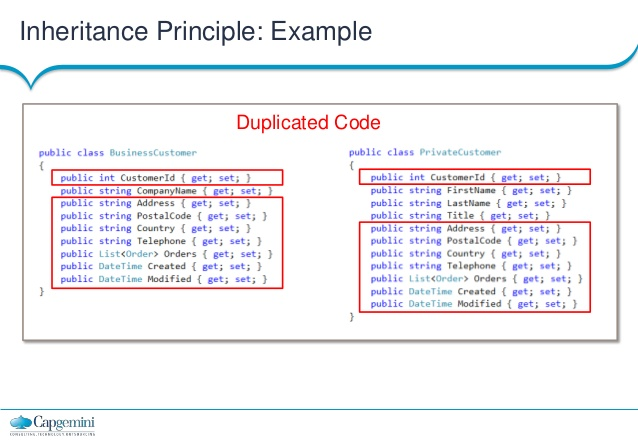 Inheritance Principle: Example
Duplicated Code
public class BusinessCustomer
{
public int CustomerId { get; set; }
public string CompanyName { get; set; }
public string Address { get; set; }
public string PostalCode { get; set; }
public string Country { get; set; }
public string Telephone { get; set; }
public List<Order> Orders { get; set; }
public DateTime Created { get; set; }
public DateTime Modified { get; set; }
}
public class PrivateCustomer
{
public int CustomerId { get; set; }
public string FirstName { get; set; }
public string LastName { get; set; }
public string Title { get; set; }
public string Address { get; set; }
public string PostalCode { get; set; }
public string Country { get; set; }
public string Telephone { get; set; }
public List<Order> Orders { get; set; }
public DateTime Created { get; set; }
public DateTime Modified { get; set; }
}
Capgemini
CONSULTING.TECHNOLOGY.OUTSOURCING